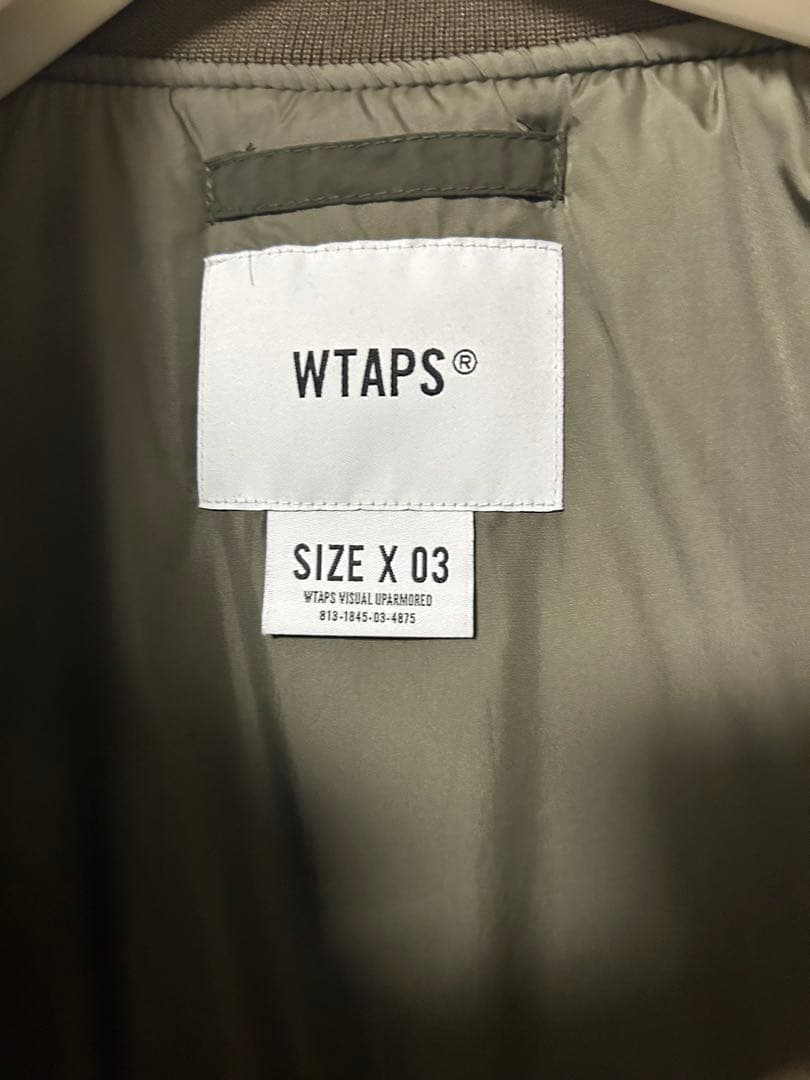 WTAPS®
SIZE X 03
WTAPS VISUAL UPARMORED
813-1845-03-4875